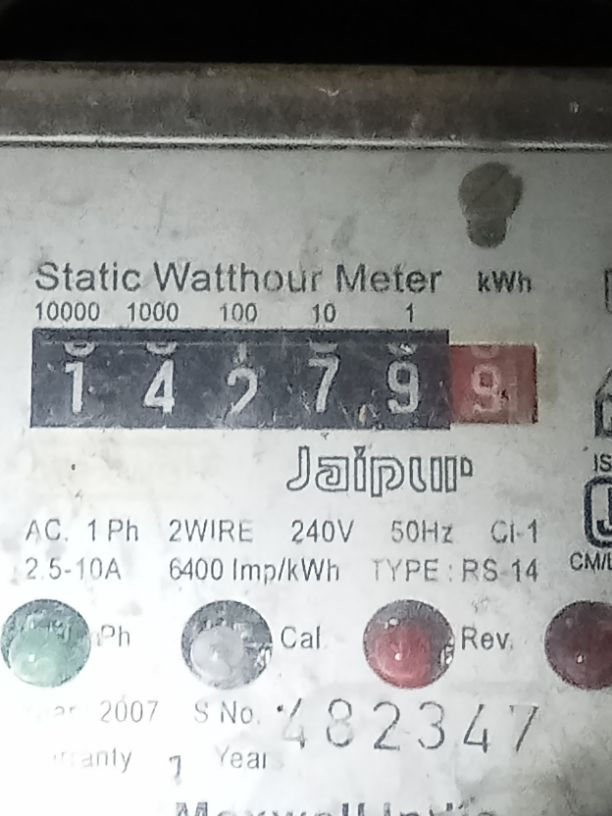 Static Watthour Meter kWh
10000 1000 100 10 1
1 4 2 7 9 9
Jaipur
AC. 1 Ph 2WIRE 240V 50Hz Cl-1
2.5-10A 6400 Imp/kWh TYPE : RS-14
IS
CM/L
Ph Cal Rev.
2007 S No. 482347
Year